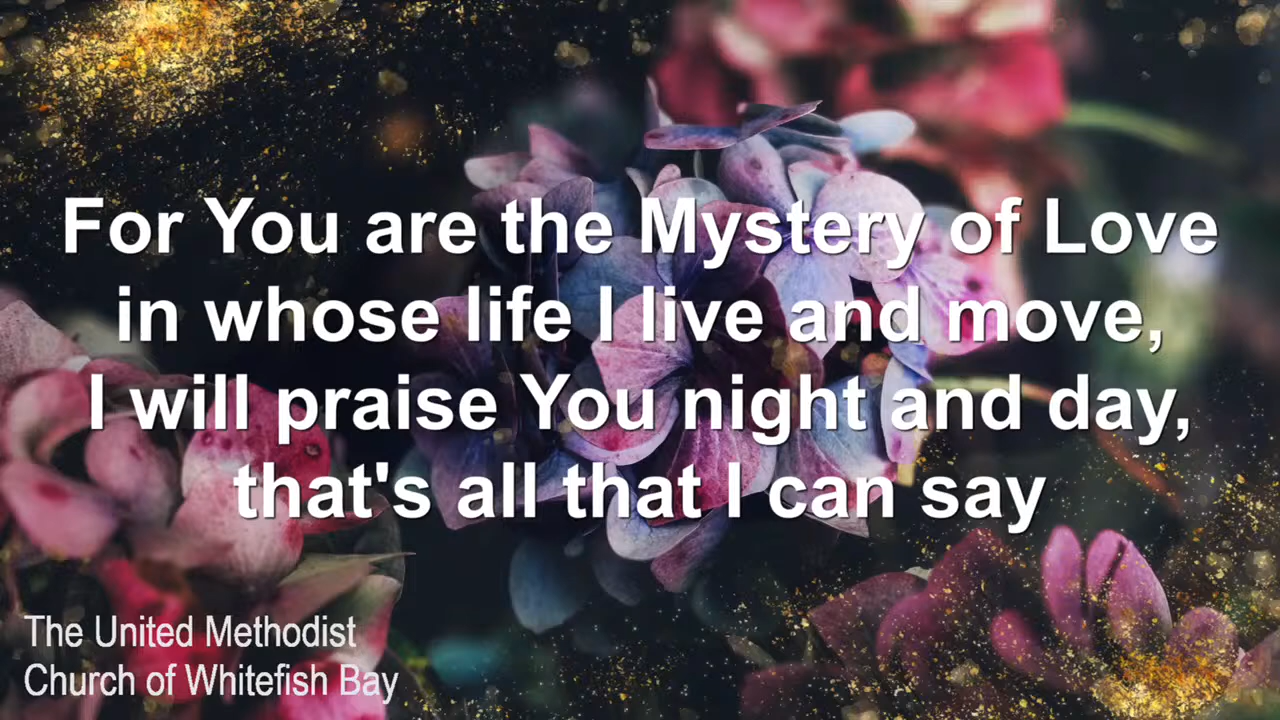 For You are the Mystery of Love
in whose life I live and move,
I will praise You night and day,
that's all that I can say
The United Methodist
Church of Whitefish Bay